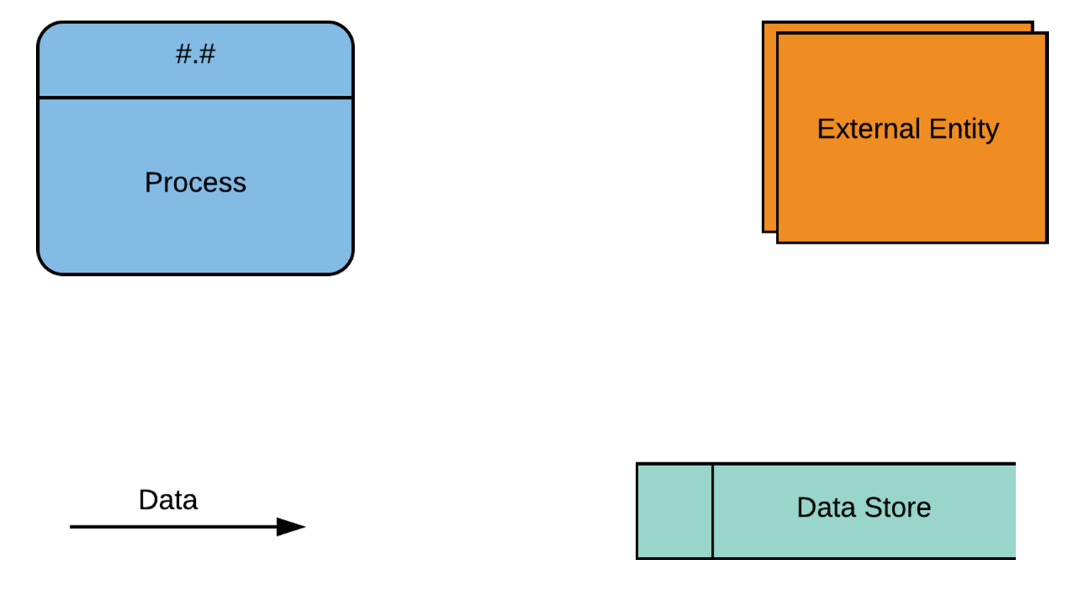 #.#
Process
External Entity
Data
Data Store